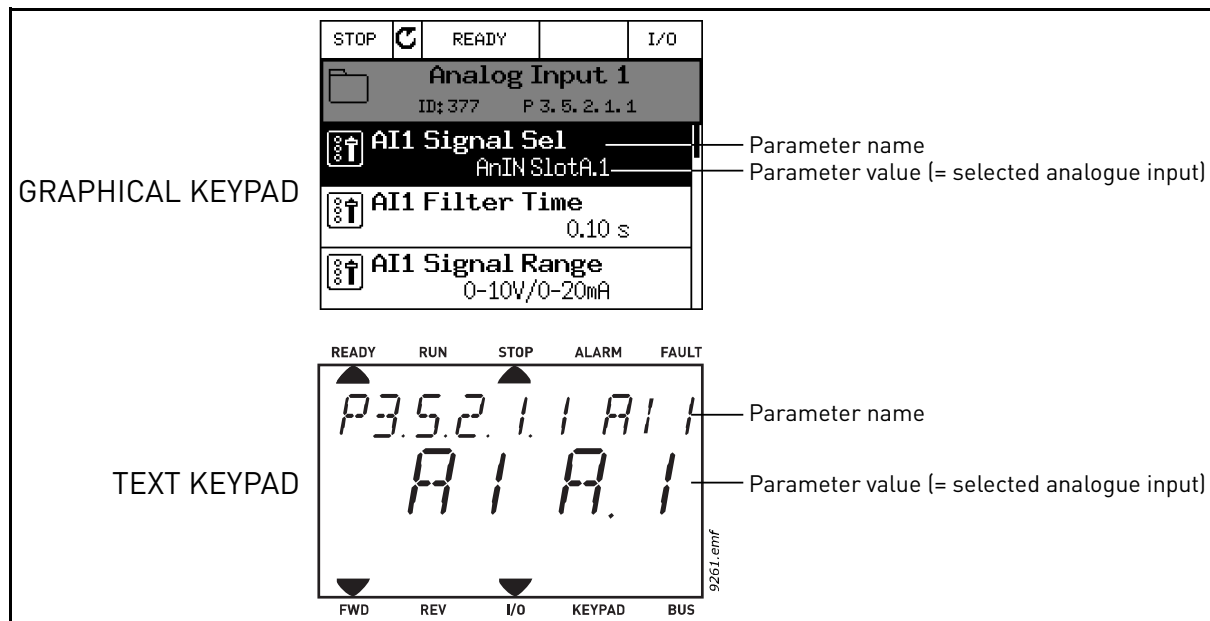 STOP READY I/O
Analog Input 1
ID:377 P3.5.2.1.1
AI1 Signal Sel
Parameter name
AnIN SlotA.1
Parameter value (= selected analogue input)
GRAPHICAL KEYPAD
AI1 Filter Time
0.10 s
AI1 Signal Range
0-10V/0-20mA
READY RUN STOP ALARM FAULT
P3.5.2.1.1 AI1
Parameter name
TEXT KEYPAD
AI A.1
Parameter value (= selected analogue input)
9261.emf
FWD REV I/O KEYPAD BUS